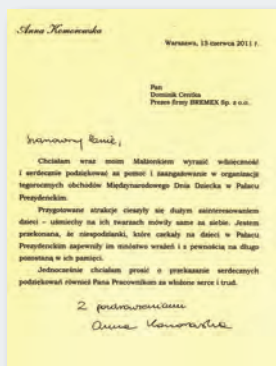 Anna Komorowska
Warszawa, 13 czerwca 2011 r.
Pan
Dominik
Prezes firmy BREMEX Sp. z o.o.
Szanowny Panie,
Chciałam wraz moim Małżonkiem wyrazić wdzięczność
i serdecznie podziękować za pomoc i zaangażowanie w organizację
tegorocznych obchodów Międzynarodowego Dnia Dziecka w Pałacu
Prezydenckim.
Przygotowane atrakcje cieszyły się dużym zainteresowaniem
dzieci – uśmiechy na ich twarzach mówiły same za siebie. Jestem
przekonana, że niespodzianki, które czekały na dzieci w Pałacu
Prezydenckim zapewniły im mnóstwo wrażeń i z pewnością na długo
pozostaną w ich pamięci.
Jednocześnie chciałam prosić o przekazanie serdecznych
podziękowań również Pana Pracownikom za włożone serce i trud.
Z pozdrowieniami
Anna Komorowska